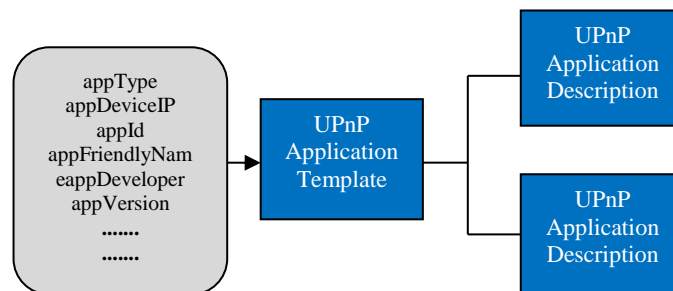 appType
appDeviceIP
appId
appFriendlyNam
eappDeveloper
appVersion
.......
.......
UPnP
Application
Template
UPnP
Application
Description
UPnP
Application
Description